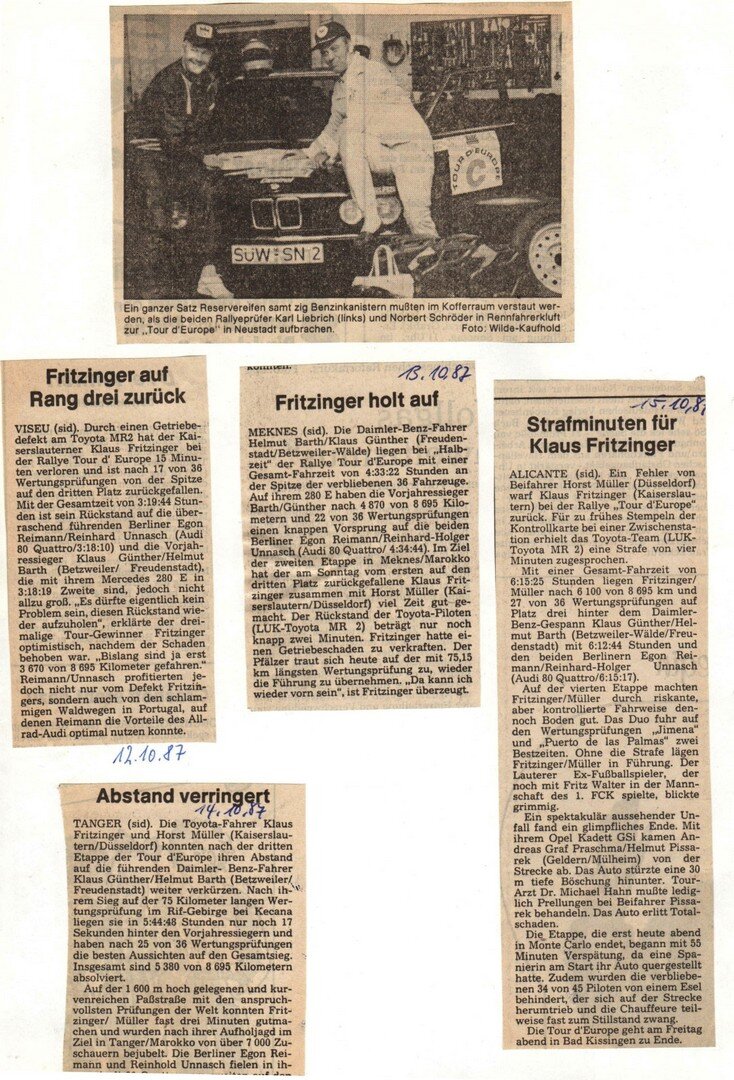 TOUR D'EUROPE
C
SÜW-SN 2
Ein ganzer Satz Reservereifen samt zig Benzinkanistern mußten im Kofferraum verstaut wer-
den, als die beiden Rallyeprüfer Karl Liebrich (links) und Norbert Schröder in Rennfahrerkluft
zur „Tour d'Europe" in Neustadt aufbrachen. Foto: Wilde-Kaufhold
Fritzinger auf
Rang drei zurück
VISEU (sid). Durch einen Getriebe-
defekt am Toyota MR2 hat der Kai-
serslauterner Klaus Fritzinger bei
der Rallye Tour d' Europe 15 Minu-
ten verloren und ist nach 17 von 36
Wertungsprüfungen von der Spitze
auf den dritten Platz zurückgefallen.
Mit der Gesamtzeit von 3:19:44 Stun-
den ist sein Rückstand auf die über-
raschend führenden Berliner Egon
Reimann/Reinhard Unnasch (Audi
80 Quattro/3:18:10) und die Vorjah-
ressieger Klaus Günther/Helmut
Barth (Betzweiler/ Freudenstadt),
die mit ihrem Mercedes 280 E in
3:18:19 Zweite sind, jedoch nicht
allzu groß. „Es dürfte eigentlich kein
Problem sein, diesen Rückstand wie-
der aufzuholen", erklärte der drei-
malige Tour-Gewinner Fritzinger
optimistisch, nachdem der Schaden
behoben war. „Bislang sind ja erst
3 670 von 8 695 Kilometer gefahren."
Reimann/Unnasch profitierten je-
doch nicht nur vom Defekt Fritzin-
gers, sondern auch von den schlam-
migen Waldwegen in Portugal, auf
denen Reimann die Vorteile des All-
rad-Audi optimal nutzen konnte.
12.10.87
13.10.87
Fritzinger holt auf
MEKNES (sid). Die Daimler-Benz-Fahrer
Helmut Barth/Klaus Günther (Freuden-
stadt/Betzweiler-Wälde) liegen bei „Halb-
zeit" der Rallye Tour d'Europe mit einer
Gesamt-Fahrzeit von 4:33:22 Stunden an
der Spitze der verbliebenen 36 Fahrzeuge.
Auf ihrem 280 E haben die Vorjahressieger
Barth/Günther nach 4 870 von 8 695 Kilo-
metern und 22 von 36 Wertungsprüfungen
einen knappen Vorsprung auf die beiden
Berliner Egon Reimann/Reinhard-Holger
Unnasch (Audi 80 Quattro/ 4:34:44). Im Ziel
der zweiten Etappe in Meknes/Marokko
hat der am Sonntag vom ersten auf den
dritten Platz zurückgefallene Klaus Frit-
zinger zusammen mit Horst Müller (Kai-
serslautern/Düsseldorf) viel Zeit gut-
gemacht. Der Rückstand des Toyota-Piloten
(LUK-Toyota MR 2) beträgt nur noch
knapp zwei Minuten. Fritzinger hatte
einen Getriebeschaden zu verkraften. Der
Pfälzer traut sich heute auf der mit 75,15
km längsten Wertungsprüfung zu, wieder
die Führung zu übernehmen. „Da kann ich
wieder vorn sein", ist Fritzinger überzeugt.
Abstand verringert
14.10.87
TANGER (sid). Die Toyota-Fahrer Klaus
Fritzinger und Horst Müller (Kaiserslau-
tern/Düsseldorf) konnten nach der dritten
Etappe der Tour d'Europe ihren Abstand
auf die führenden Daimler- Benz-Fahrer
Klaus Günther/Helmut Barth (Betzweiler/
Freudenstadt) weiter verkürzen. Nach ih-
rem Sieg auf der 75 Kilometer langen Wer-
tungsprüfung im Rif-Gebirge bei Kecana
liegen sie in 5:44:48 Stunden nur noch 17
Sekunden hinter den Vorjahressiegern und
haben nach 25 von 36 Wertungsprüfungen
die besten Aussichten auf den Gesamtsieg.
Insgesamt sind 5 380 von 8 695 Kilometern
absolviert.
Auf der 1 600 m hoch gelegenen und kur-
venreichen Paßstraße mit den anspruch-
vollsten Prüfungen der Welt konnten Frit-
zinger/ Müller fast drei Minuten gutma-
chen und wurden nach ihrer Aufholjagd im
Ziel in Tanger/Marokko von über 7 000 Zu-
schauern bejubelt. Die Berliner Egon Rei-
mann und Reinhold Unnasch fielen in ih-
15.10.87
Strafminuten für
Klaus Fritzinger
ALICANTE (sid). Ein Fehler von
Beifahrer Horst Müller (Düsseldorf)
warf Klaus Fritzinger (Kaiserslau-
tern) bei der Rallye „Tour d'Europe"
zurück. Für zu frühes Stempeln der
Kontrollkarte bei einer Zwischensta-
tion erhielt das Toyota-Team (LUK-
Toyota MR 2) eine Strafe von vier
Minuten zugesprochen.
Mit einer Gesamt-Fahrzeit von
6:15:25 Stunden liegen Fritzinger/
Müller nach 6 100 von 8 695 km und
27 von 36 Wertungsprüfungen auf
Platz drei hinter dem Daimler-
Benz-Gespann Klaus Günther/Hel-
mut Barth (Betzweiler-Wälde/Freu-
denstadt) mit 6:12:44 Stunden und
den beiden Berlinern Egon Rei-
mann/Reinhard-Holger Unnasch
(Audi 80 Quattro/6:15:17).
Auf der vierten Etappe machten
Fritzinger/Müller durch riskante,
aber kontrollierte Fahrweise den-
noch Boden gut. Das Duo fuhr auf
den Wertungsprüfungen „Jimena"
und „Puerto de las Palmas" zwei
Bestzeiten. Ohne die Strafe lägen
Fritzinger/Müller in Führung. Der
Lauterer Ex-Fußballspieler, der
noch mit Fritz Walter in der Mann-
schaft des 1. FCK spielte, blickte
grimmig.
Ein spektakulär aussehender Un-
fall fand ein glimpfliches Ende. Mit
ihrem Opel Kadett GSi kamen An-
dreas Graf Praschma/Helmut Pissa-
rek (Geldern/Mülheim) von der
Strecke ab. Das Auto stürzte eine 30
m tiefe Böschung hinunter. Tour-
Arzt Dr. Michael Hahn mußte ledig-
lich Prellungen bei Beifahrer Pissa-
rek behandeln. Das Auto erlitt Total-
schaden.
Die Etappe, die erst heute abend
in Monte Carlo endet, begann mit 55
Minuten Verspätung, da eine Spa-
nierin am Start ihr Auto quergestellt
hatte. Zudem wurden die verbliebe-
nen 34 von 45 Piloten von einem Esel
behindert, der sich auf der Strecke
herumtrieb und die Chauffeure teil-
weise fast zum Stillstand zwang.
Die Tour d'Europe geht am Freitag
abend in Bad Kissingen zu Ende.